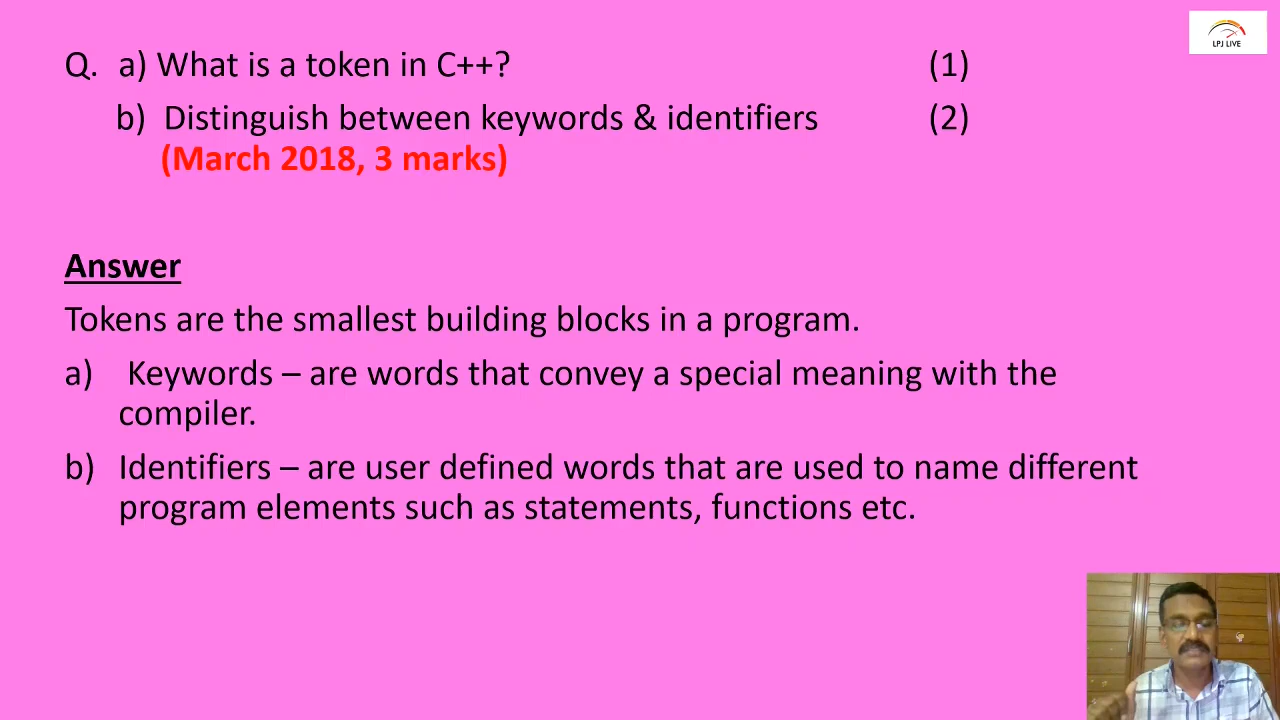 LPJ LIVE
Q. a) What is a token in C++? (1)
b) Distinguish between keywords & identifiers (2)
(March 2018, 3 marks)
Answer
Tokens are the smallest building blocks in a program.
a) Keywords – are words that convey a special meaning with the
compiler.
b) Identifiers – are user defined words that are used to name different
program elements such as statements, functions etc.